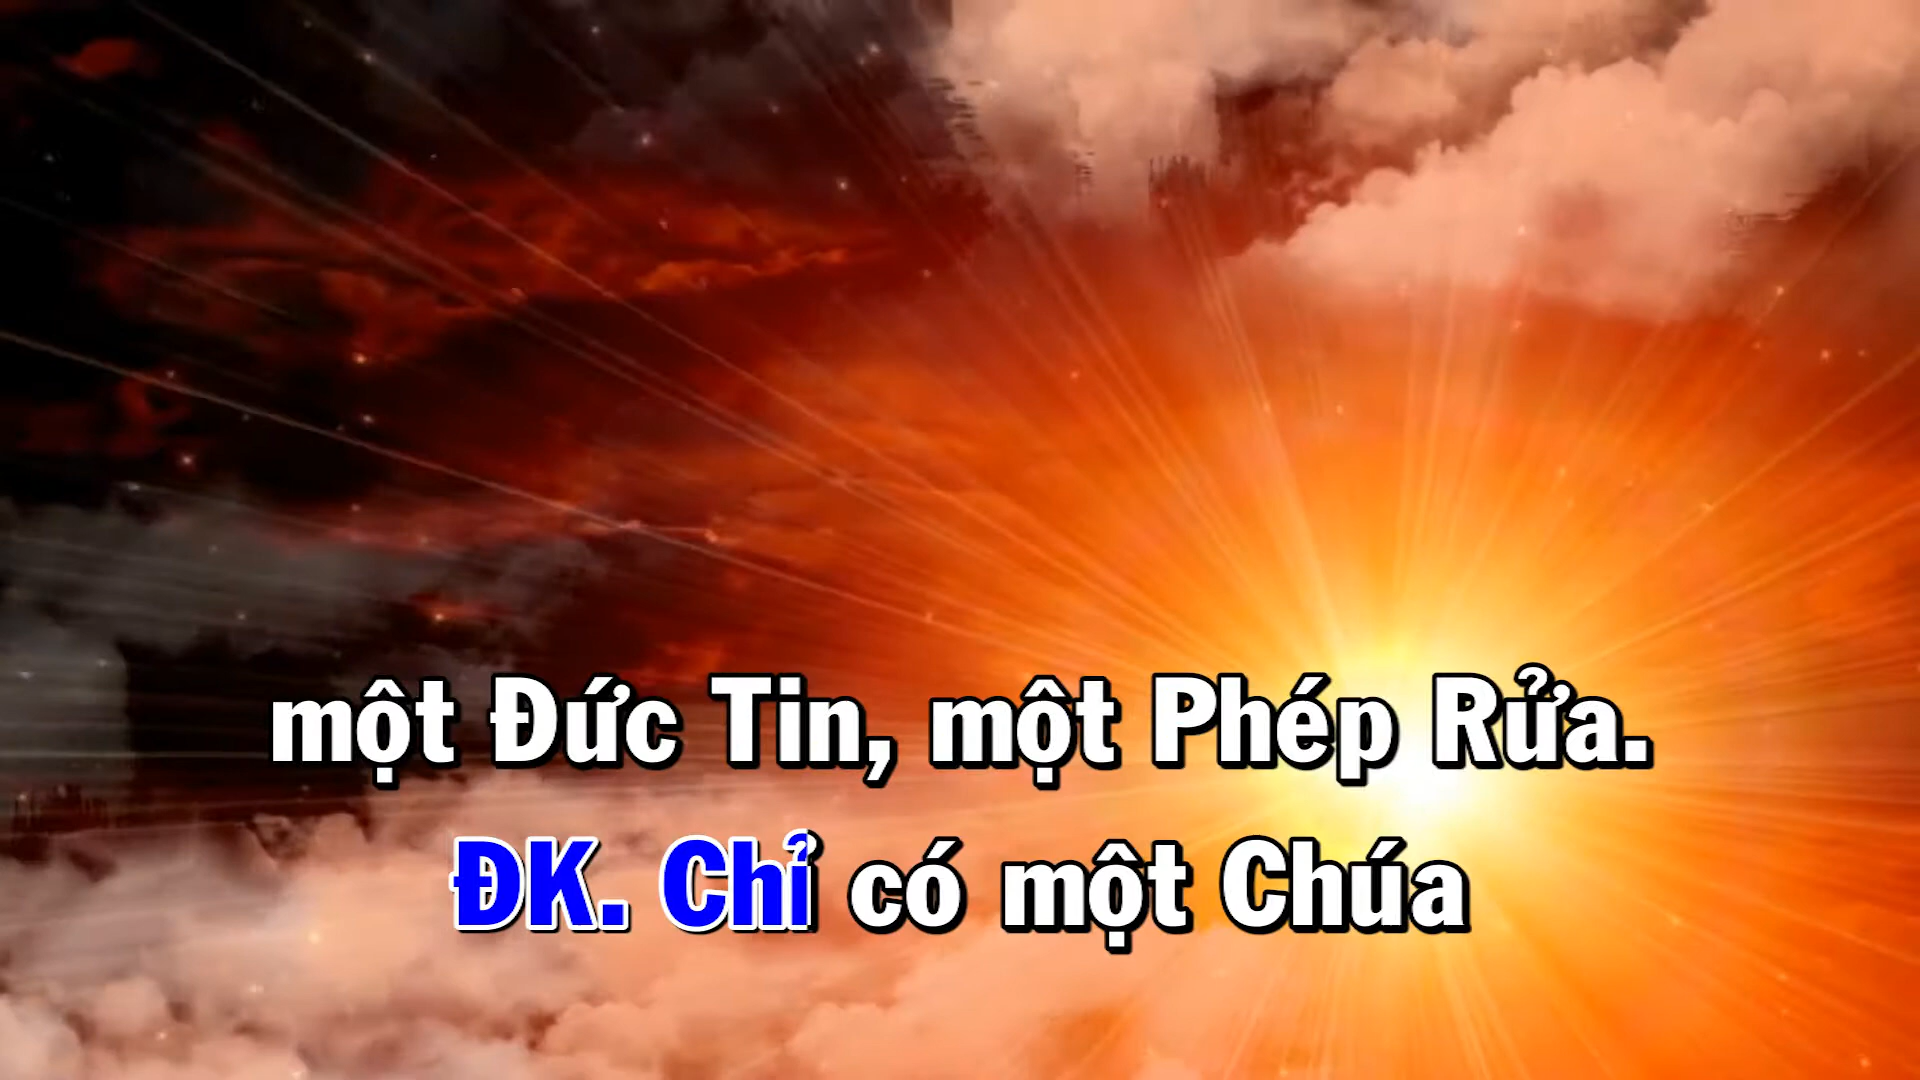 một Đức Tin, một Phép Rửa.
ĐK. Chỉ có một Chúa